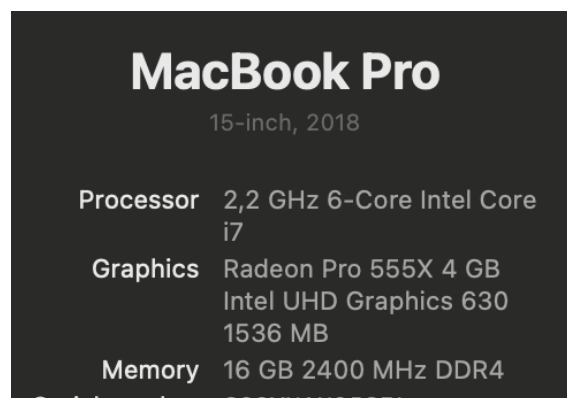 MacBook Pro
15-inch, 2018
Processor 2,2 GHz 6-Core Intel Core
i7
Graphics Radeon Pro 555X 4 GB
Intel UHD Graphics 630
1536 MB
Memory 16 GB 2400 MHz DDR4